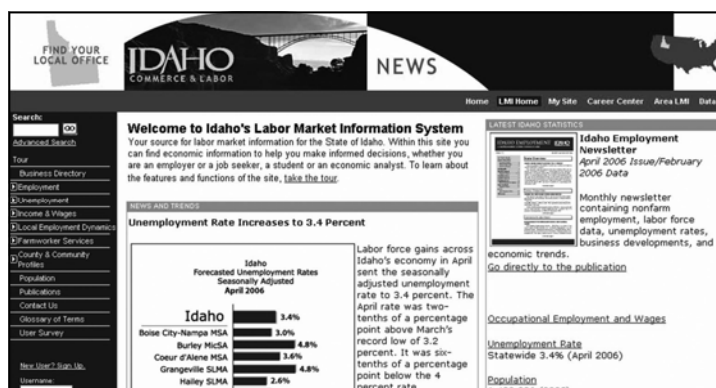 FIND YOUR
LOCAL OFFICE
IDAHO
COMMERCE & LABOR
NEWS
Home LMI Home My Site Career Center Area LMI Data
Search:
GO
Advanced Search
Tour
Business Directory
Employment
Unemployment
Income & Wages
Local Employment Dynamics
Farmworker Services
County & Community
Profiles
Population
Publications
Contact Us
Glossary of Terms
User Survey
New User? Sign Up.
Username:
Welcome to Idaho's Labor Market Information System
Your source for labor market information for the State of Idaho. Within this site you
can find economic information to help you make informed decisions, whether you
are an employer or a job seeker, a student or an economic analyst. To learn about
the features and functions of the site, take the tour.
NEWS AND TRENDS
Unemployment Rate Increases to 3.4 Percent
Idaho
Forecasted Unemployment Rates
Seasonally Adjusted
April 2006
Idaho 3.4%
Boise City-Nampa MSA 3.0%
Burley MicSA 4.8%
Coeur d'Alene MSA 3.6%
Grangeville SLMA 4.8%
Hailey SLMA 2.6%
Labor force gains across
Idaho's economy in April
sent the seasonally
adjusted unemployment
rate to 3.4 percent. The
April rate was two-
tenths of a percentage
point above March's
record low of 3.2
percent. It was six-
tenths of a percentage
point below the 4
percent rate
LATEST IDAHO STATISTICS
IDAHO EMPLOYMENT
Idaho Employment
Newsletter
April 2006 Issue/February
2006 Data
Monthly newsletter
containing nonfarm
employment, labor force
data, unemployment rates,
business developments, and
economic trends.
Go directly to the publication
Occupational Employment and Wages
Unemployment Rate
Statewide 3.4% (April 2006)
Population